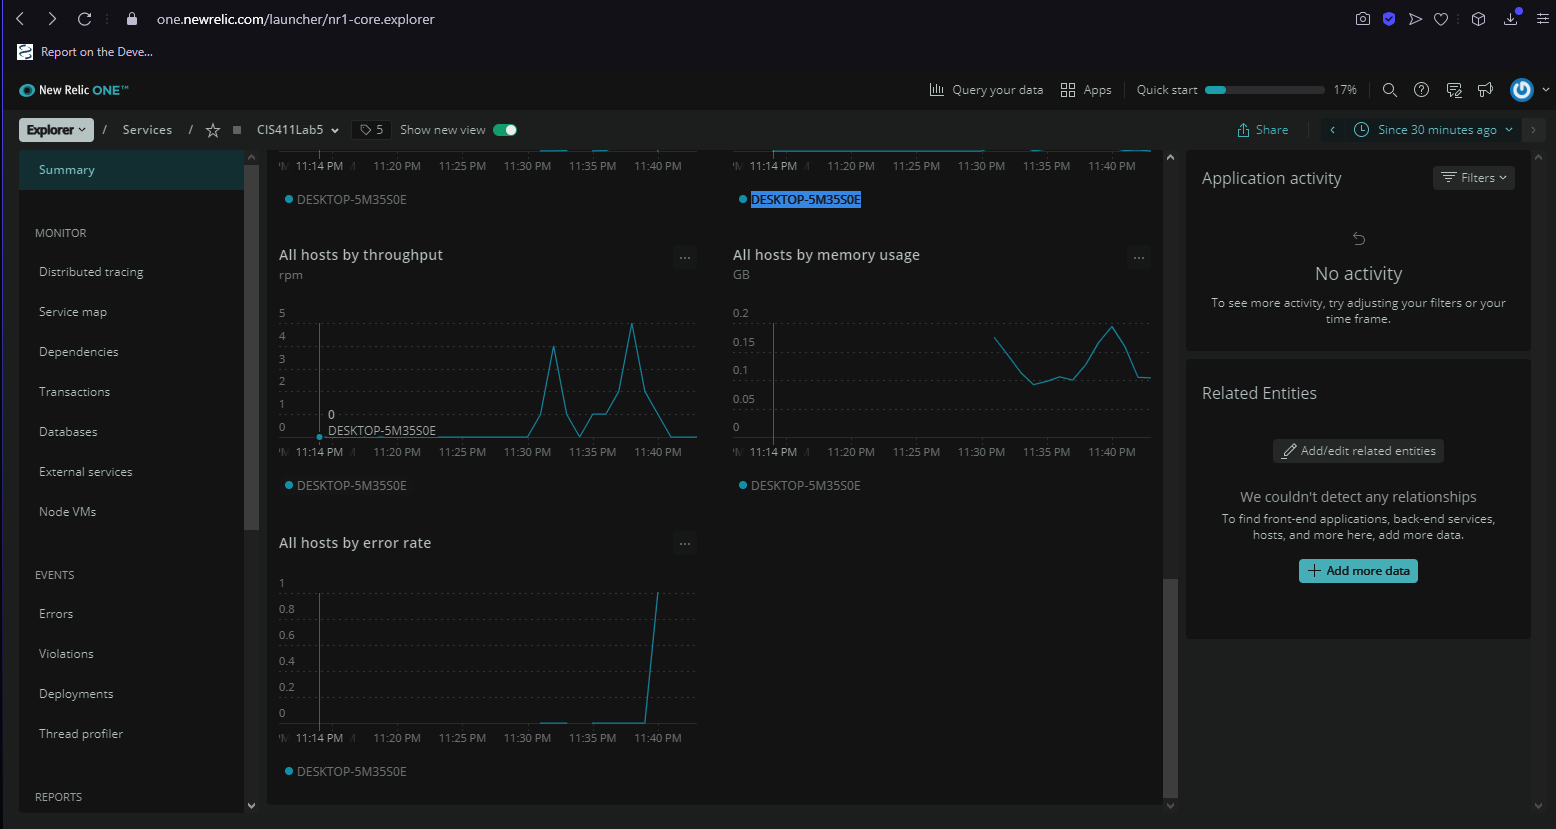 one.newrelic.com/launcher/nr1-core.explorer
Report on the Deve...
New Relic ONE™
Query your data
Apps
Quick start
17%
Explorer
/ Services /
CIS411Lab5
5
Show new view
Share
Since 30 minutes ago
Summary
MONITOR
Distributed tracing
Service map
Dependencies
Transactions
Databases
External services
Node VMs
EVENTS
Errors
Violations
Deployments
Thread profiler
REPORTS
11:14 PM 11:20 PM 11:25 PM 11:30 PM 11:35 PM 11:40 PM
DESKTOP-5M35S0E
11:14 PM 11:20 PM 11:25 PM 11:30 PM 11:35 PM 11:40 PM
DESKTOP-5M35S0E
All hosts by throughput
...
rpm
5
4
3
2
1
0
0
DESKTOP-5M35S0E
11:14 PM 11:20 PM 11:25 PM 11:30 PM 11:35 PM 11:40 PM
DESKTOP-5M35S0E
All hosts by memory usage
...
GB
0.2
0.15
0.1
0.05
0
11:14 PM 11:20 PM 11:25 PM 11:30 PM 11:35 PM 11:40 PM
DESKTOP-5M35S0E
All hosts by error rate
...
1
0.8
0.6
0.4
0.2
0
11:14 PM 11:20 PM 11:25 PM 11:30 PM 11:35 PM 11:40 PM
DESKTOP-5M35S0E
Application activity
Filters
No activity
To see more activity, try adjusting your filters or your
time frame.
Related Entities
Add/edit related entities
We couldn't detect any relationships
To find front-end applications, back-end services,
hosts, and more here, add more data.
Add more data